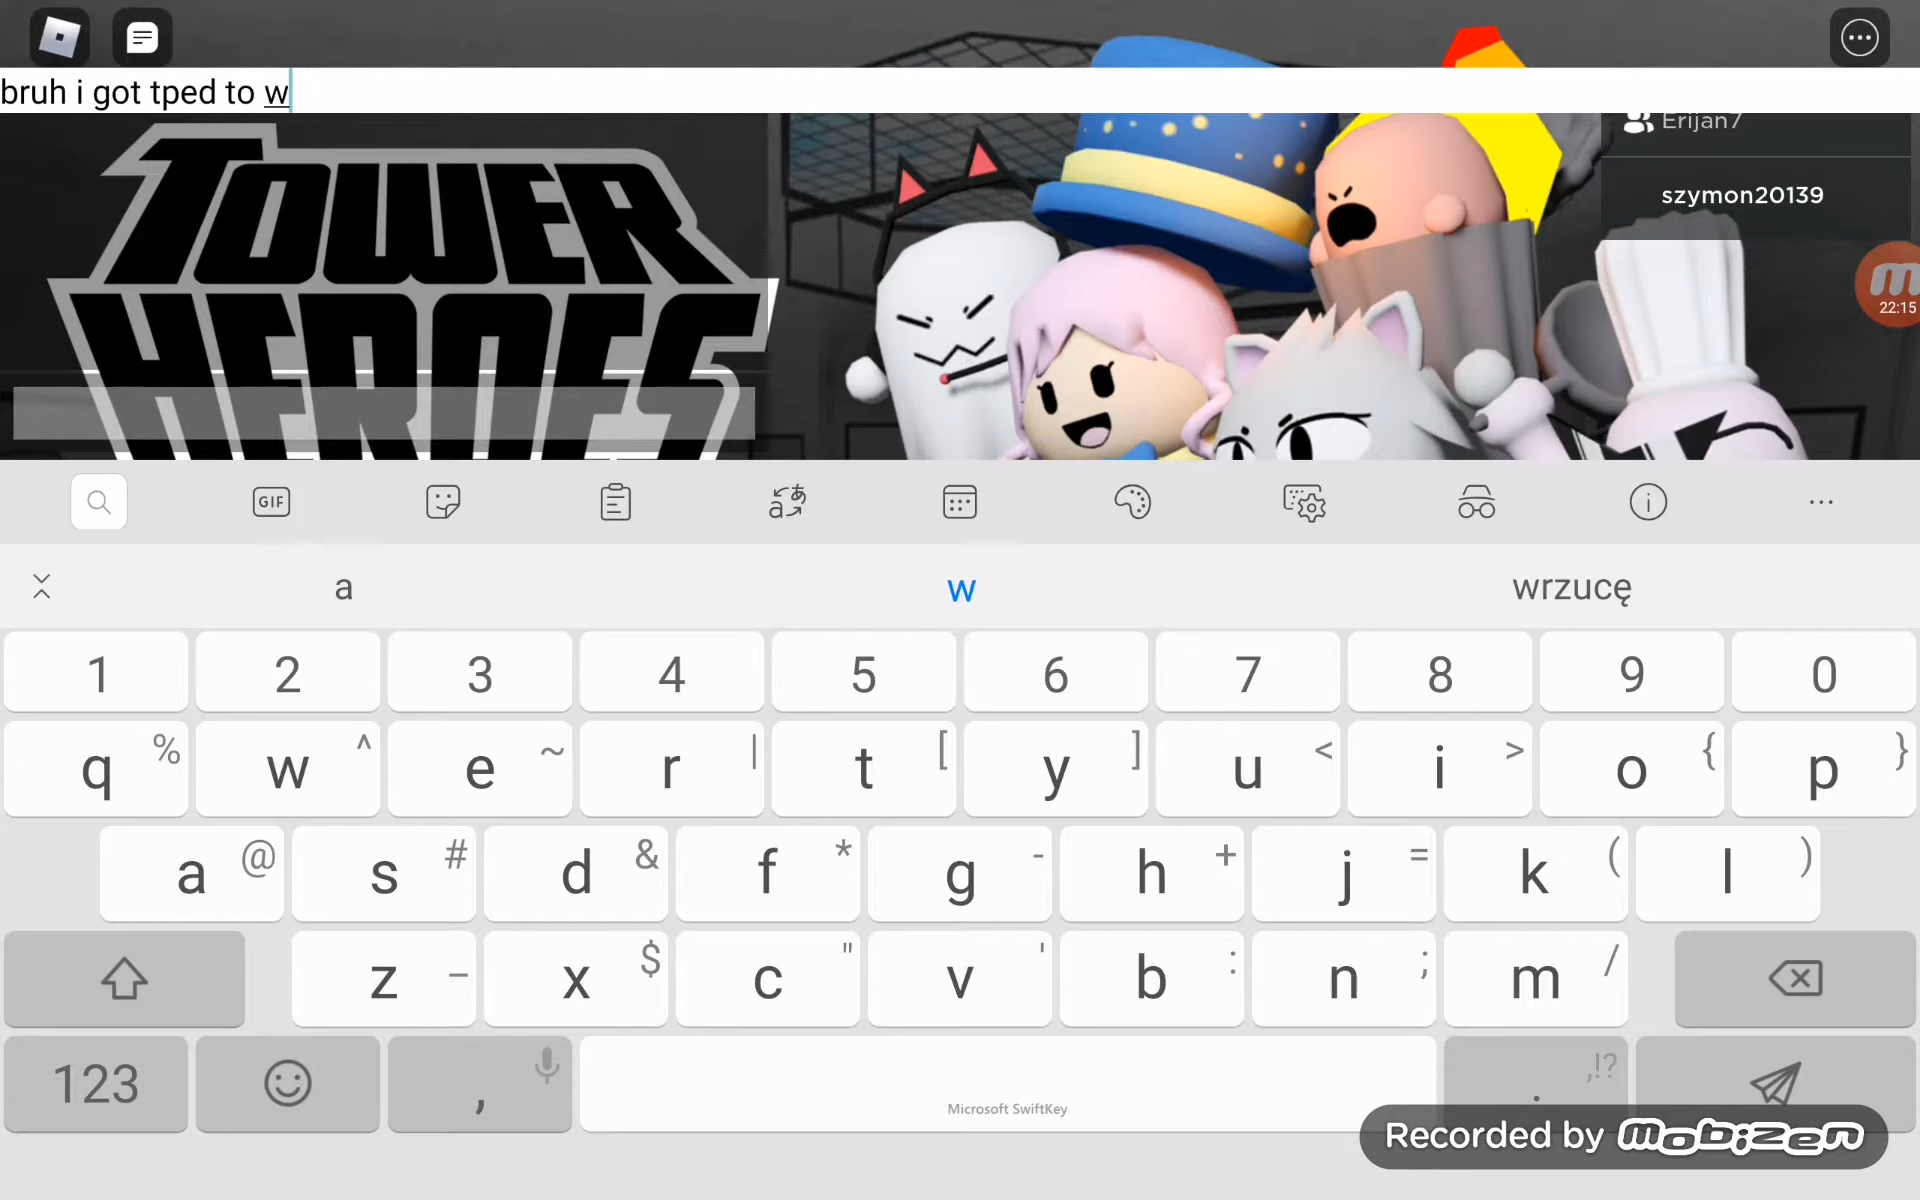 bruh i got tped to w
Erijan7
TOWER
HEROES
szymon20139
22:15
GIF
a
w
wrzucę
1 2 3 4 5 6 7 8 9 0
q % w ^ e ~ r | t [ y ] u < i > o { p }
a @ s # d & f * g - h + j = k ( l )
z _ x $ c " v ' b : n ; m /
123 , . ,!?
Microsoft SwiftKey
Recorded by mobizen